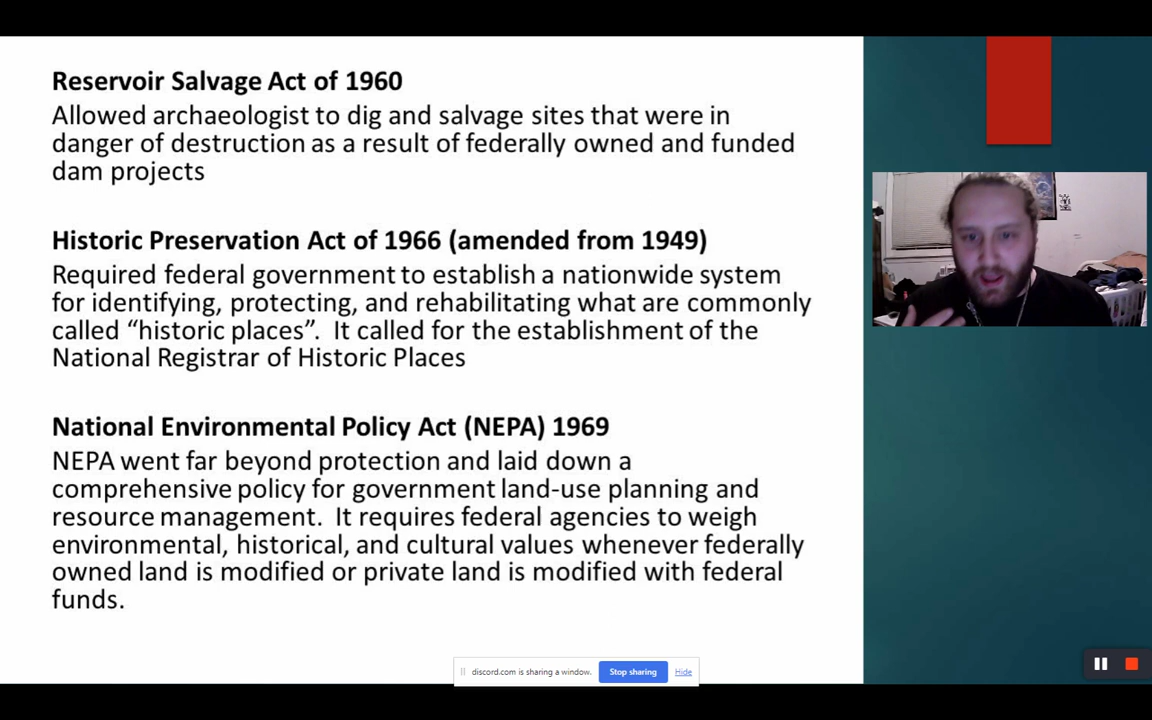 Reservoir Salvage Act of 1960
Allowed archaeologist to dig and salvage sites that were in
danger of destruction as a result of federally owned and funded
dam projects
Historic Preservation Act of 1966 (amended from 1949)
Required federal government to establish a nationwide system
for identifying, protecting, and rehabilitating what are commonly
called “historic places”.  It called for the establishment of the
National Registrar of Historic Places
National Environmental Policy Act (NEPA) 1969
NEPA went far beyond protection and laid down a
comprehensive policy for government land-use planning and
resource management.  It requires federal agencies to weigh
environmental, historical, and cultural values whenever federally
owned land is modified or private land is modified with federal
funds.
discord.com is sharing a window. Stop sharing Hide